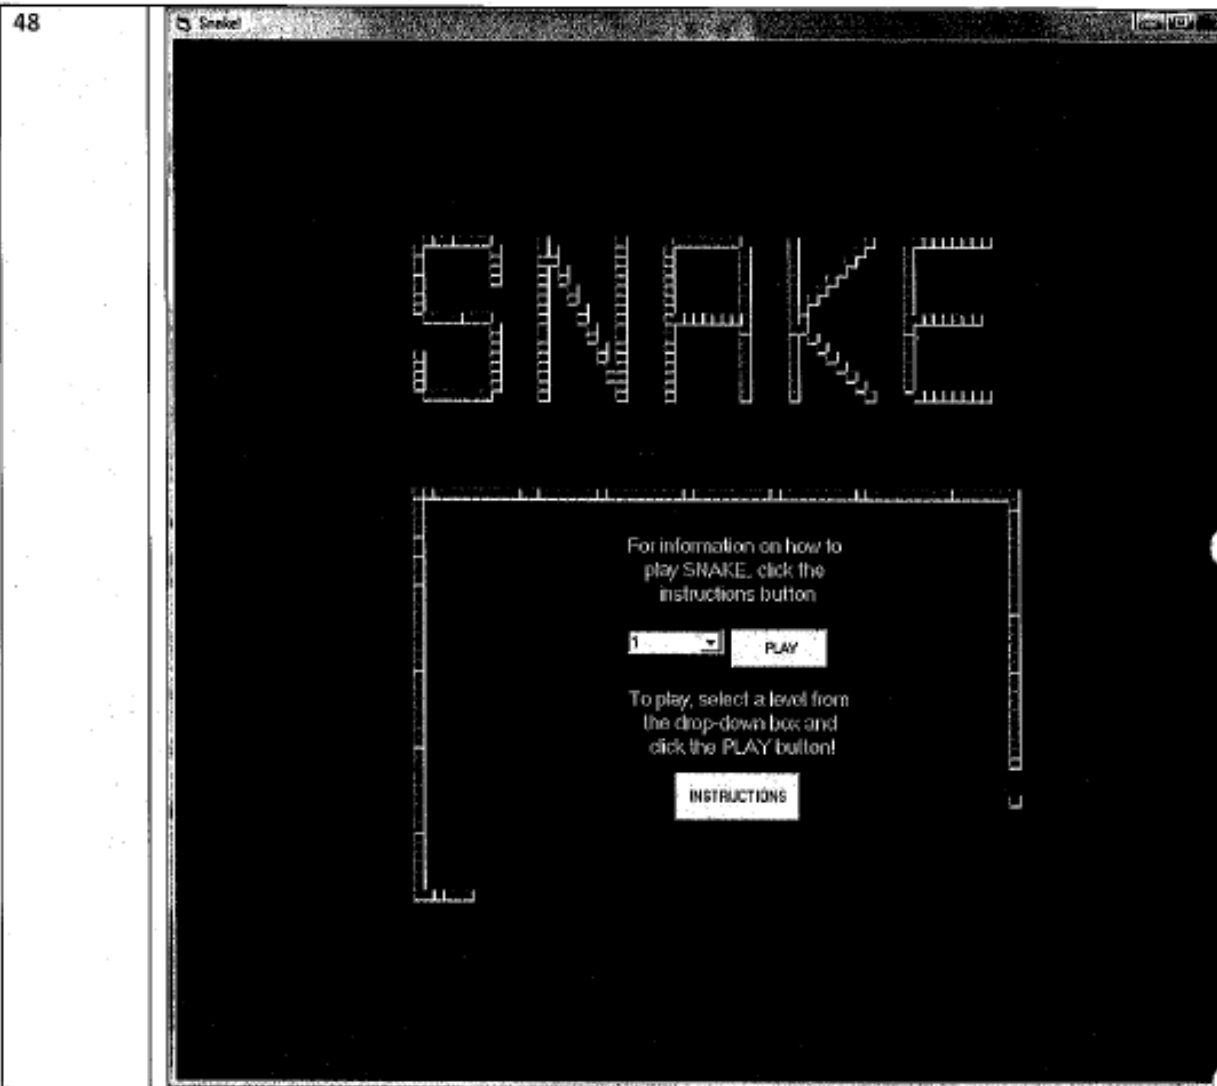 48
Snake!
SNAKE
For information on how to
play SNAKE, click the
instructions button
1
PLAY
To play, select a level from
the drop-down box and
click the PLAY button!
INSTRUCTIONS